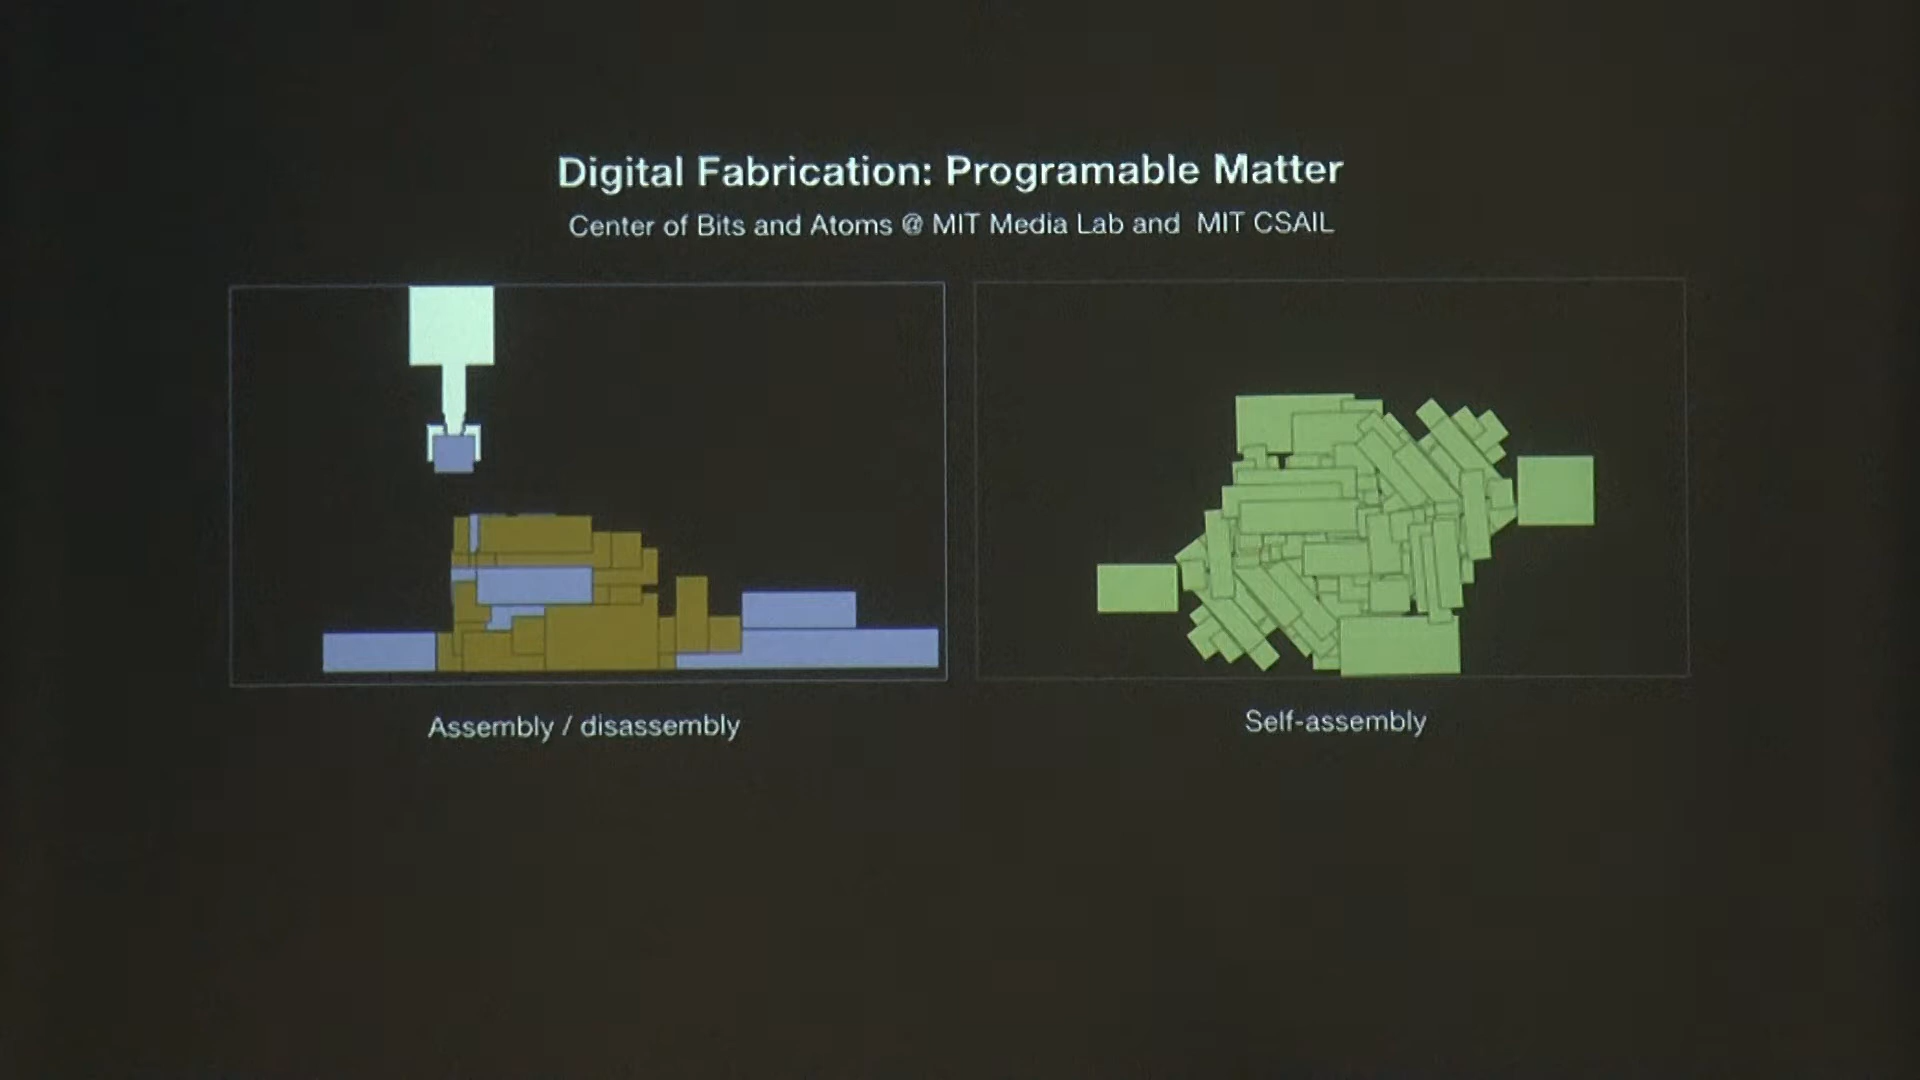 Digital Fabrication: Programable Matter
Center of Bits and Atoms @ MIT Media Lab and MIT CSAIL
Assembly / disassembly
Self-assembly